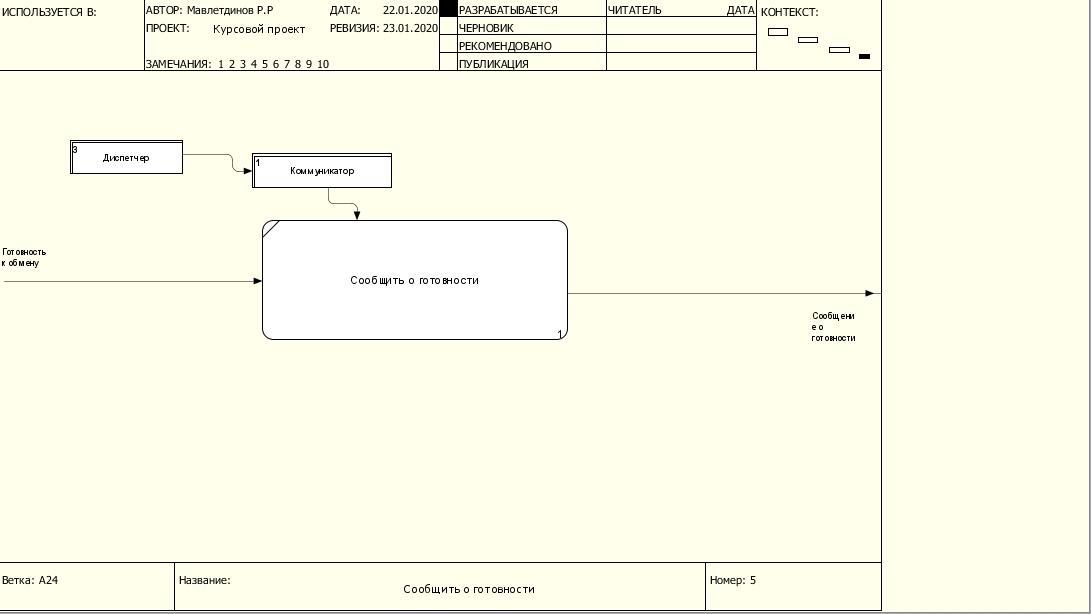 ИСПОЛЬЗУЕТСЯ В:
АВТОР: Мавлетдинов Р.Р
ДАТА: 22.01.2020
ПРОЕКТ: Курсовой проект
РЕВИЗИЯ: 23.01.2020
ЗАМЕЧАНИЯ: 1 2 3 4 5 6 7 8 9 10
РАЗРАБАТЫВАЕТСЯ
ЧЕРНОВИК
РЕКОМЕНДОВАНО
ПУБЛИКАЦИЯ
ЧИТАТЕЛЬ ДАТА
КОНТЕКСТ:
3
Диспетчер
1
Коммуникатор
Готовность
к обмену
Сообщить о готовности
1
Сообщени
е о
готовности
Ветка: A24
Название:
Сообщить о готовности
Номер: 5